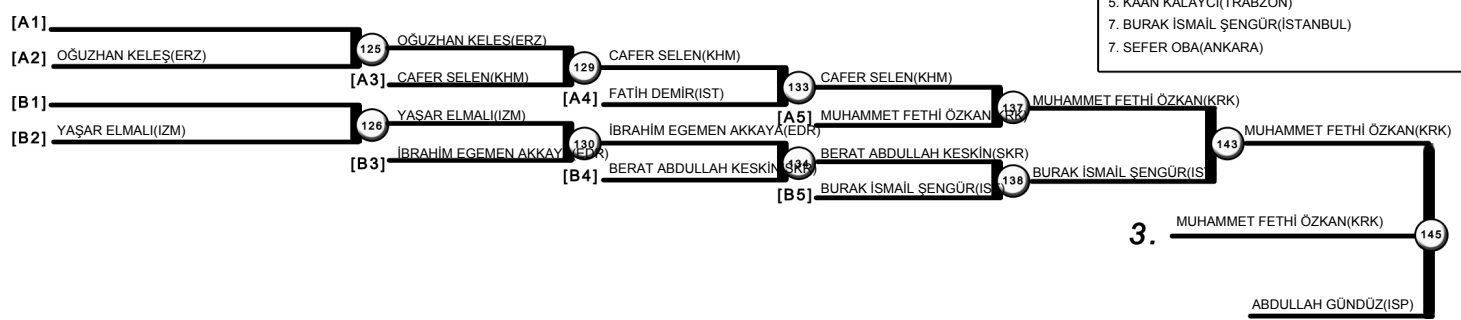 5. KAAN KALAYCI(TRABZON)
7. BURAK İSMAİL ŞENGÜR(İSTANBUL)
7. SEFER OBA(ANKARA)
[A1]
[A2] OĞUZHAN KELEŞ(ERZ)
125
OĞUZHAN KELEŞ(ERZ)
[A3] CAFER SELEN(KHM)
129
CAFER SELEN(KHM)
[A4] FATİH DEMİR(IST)
133
CAFER SELEN(KHM)
[A5] MUHAMMET FETHİ ÖZKAN(KRK)
137
MUHAMMET FETHİ ÖZKAN(KRK)
[B1]
[B2] YAŞAR ELMALI(IZM)
126
YAŞAR ELMALI(IZM)
[B3] İBRAHİM EGEMEN AKKAYA(EDR)
130
İBRAHİM EGEMEN AKKAYA(EDR)
[B4] BERAT ABDULLAH KESKİN(SKR)
134
BERAT ABDULLAH KESKİN(SKR)
[B5] BURAK İSMAİL ŞENGÜR(IST)
138
BURAK İSMAİL ŞENGÜR(IST)
143
MUHAMMET FETHİ ÖZKAN(KRK)
3. MUHAMMET FETHİ ÖZKAN(KRK)
145
ABDULLAH GÜNDÜZ(ISP)